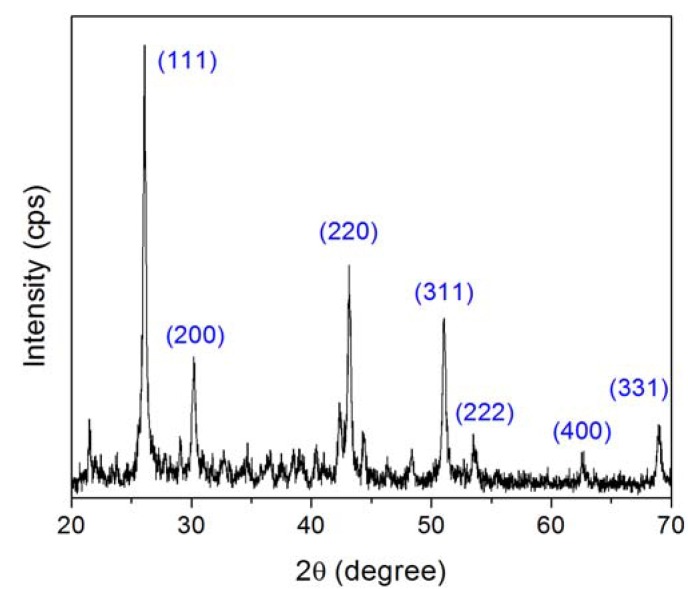 (111)
(220)
(311)
(200)
(331)
(222)
(400)
Intensity (cps)
20 30 40 50 60 70
2θ (degree)